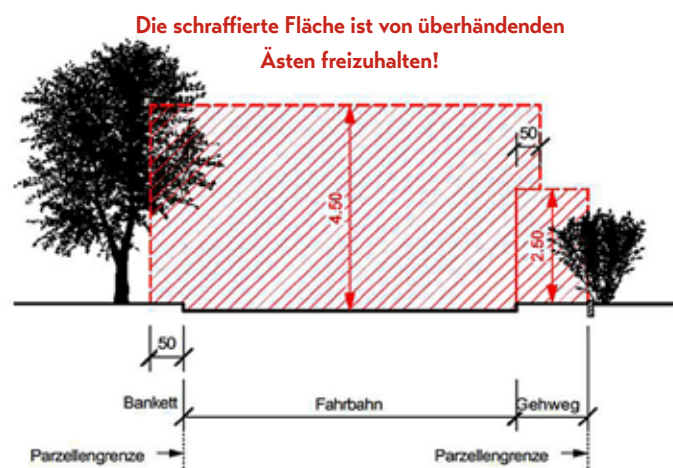 Die schraffierte Fläche ist von überhändenden
Ästen freizuhalten!
50
4.50
2.50
50
Bankett
Fahrbahn
Gehweg
Parzellengrenze
Parzellengrenze